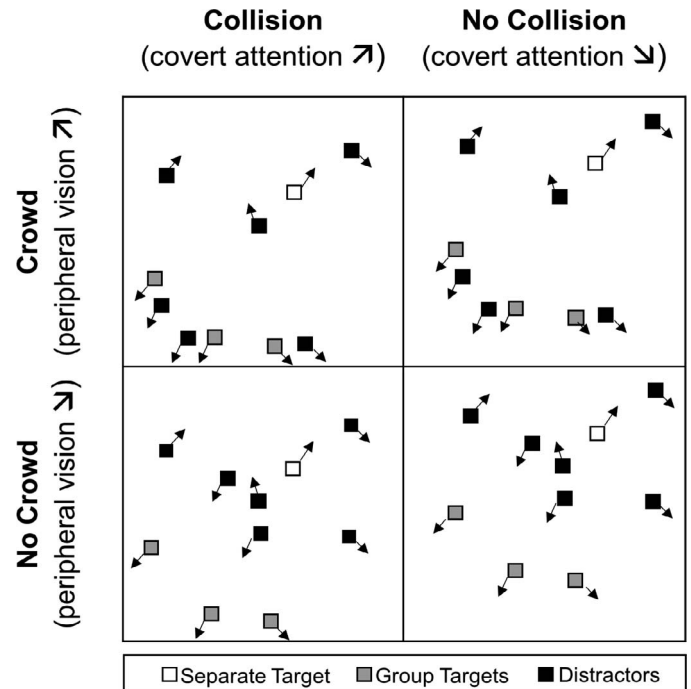 Collision
(covert attention ↗)
No Collision
(covert attention ↘)
Crowd
(peripheral vision ↗)
No Crowd
(peripheral vision ↘)
Separate Target
Group Targets
Distractors